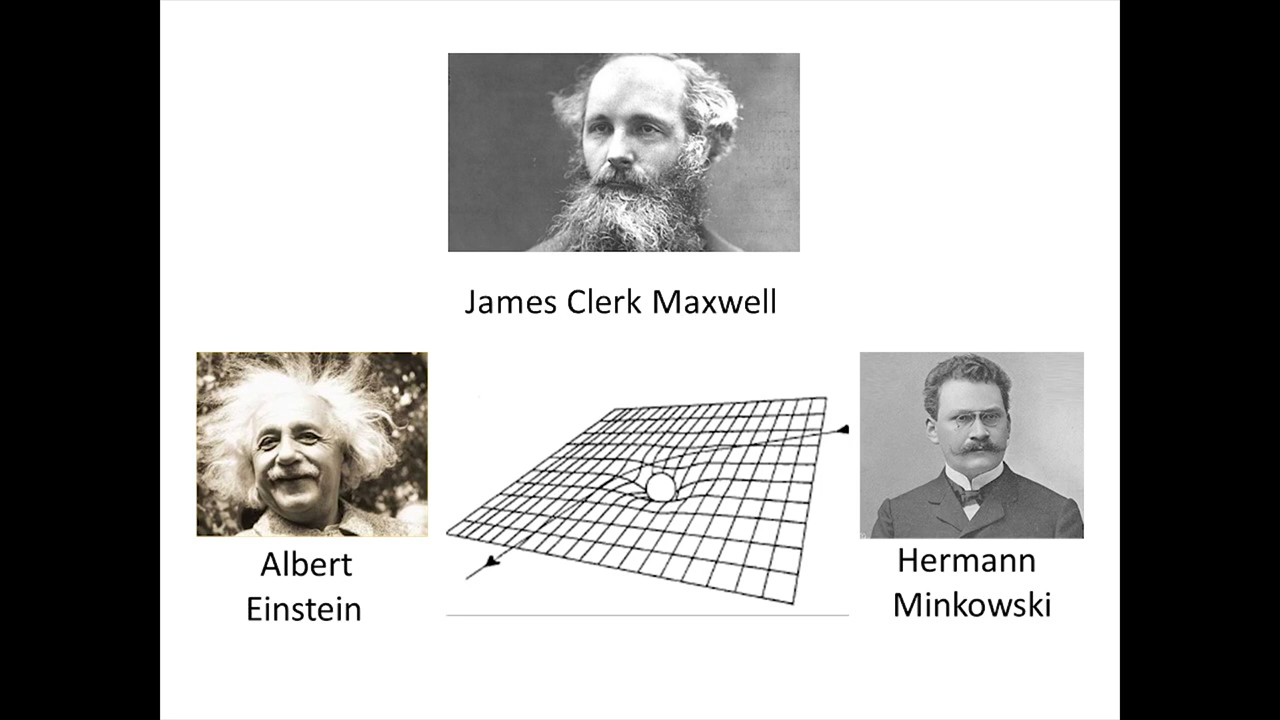 James Clerk Maxwell
Albert
Einstein
Hermann
Minkowski